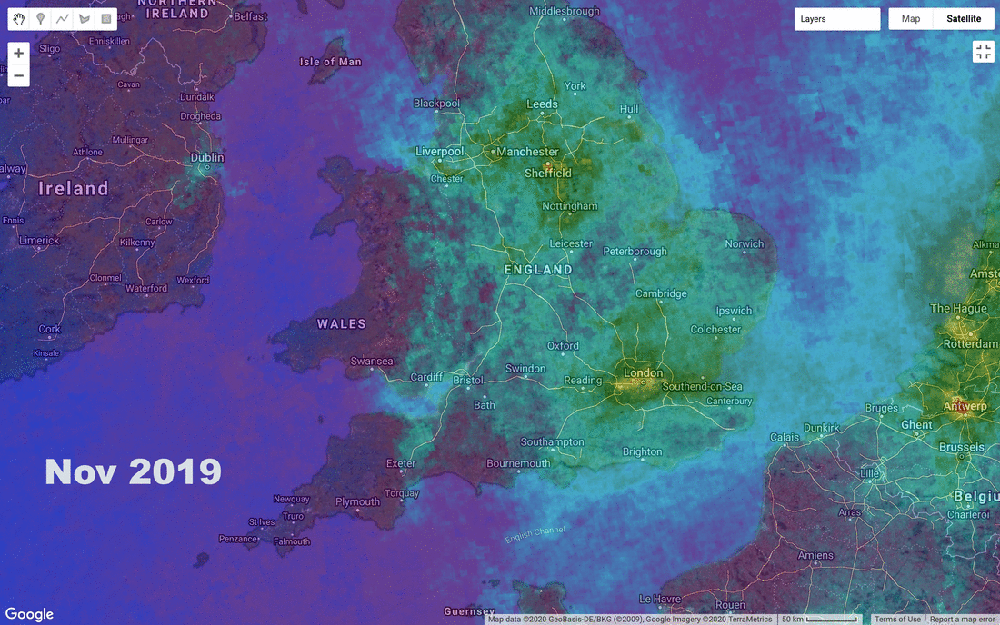 NORTHERN
IRELAND
Belfast
Middlesbrough
Layers
Map
Satellite
Enniskillen
Sligo
Isle of Man
Cavan
Dundalk
Drogheda
York
Blackpool
Leeds
Hull
Mullingar
Athlone
Dublin
Liverpool
Manchester
Sheffield
Chester
alway
Ireland
Nottingham
Ennis
Carlow
Limerick
Kilkenny
Leicester
Peterborough
Norwich
Alkma
ENGLAND
Amste
Clonmel
Wexford
Waterford
Cambridge
The Hague
Ipswich
WALES
Colchester
Cork
Rotterdam
Kinsale
Oxford
Swansea
Swindon
Cardiff
Bristol
Reading
London
Southend-on-Sea
Bath
Canterbury
Antwerp
Bruges
Ghent
Dunkirk
Calais
Southampton
Brighton
Brussels
Exeter
Bournemouth
Nov 2019
Lille
Torquay
Newquay
Plymouth
Belgiu
Arras
Charleroi
St Ives
Truro
Penzance
Falmouth
English Channel
Amiens
Le Havre
Rouen
Guernsey
Google
Map data ©2020 GeoBasis-DE/BKG (©2009), Google Imagery ©2020 TerraMetrics
50 km
Terms of Use
Report a map error